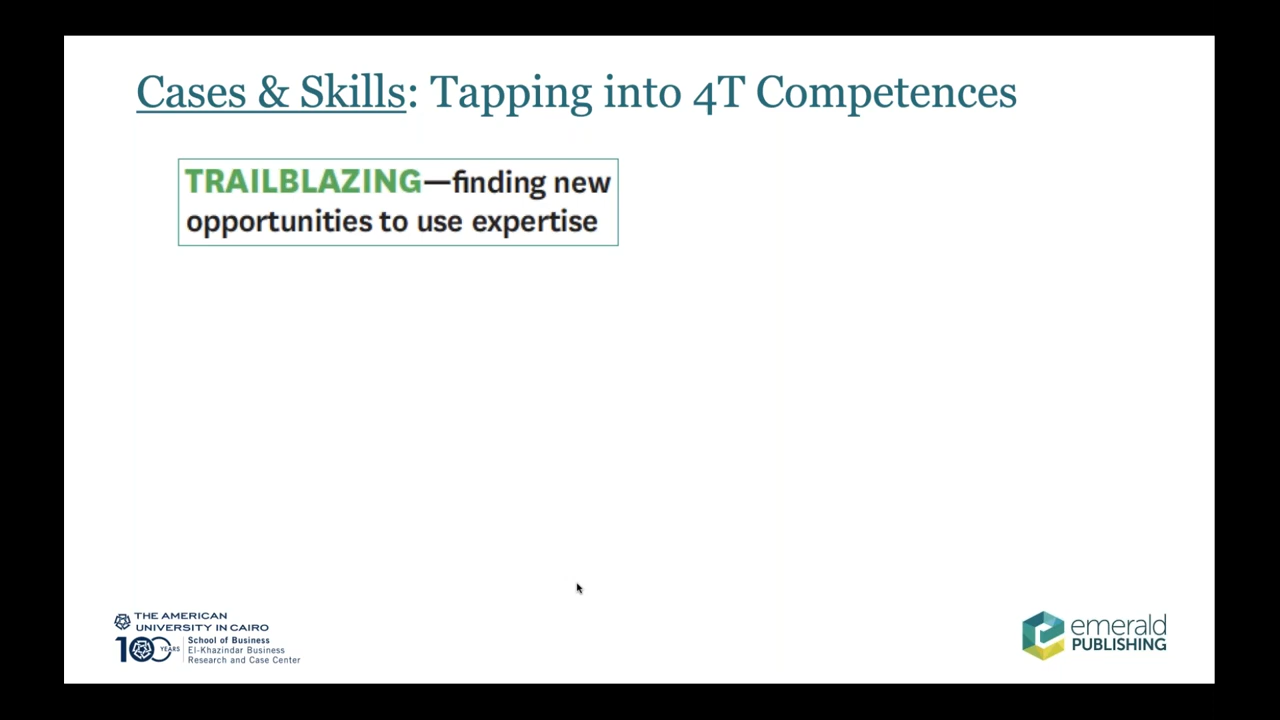 Cases & Skills: Tapping into 4T Competences
TRAILBLAZING—finding new
opportunities to use expertise
THE AMERICAN
UNIVERSITY IN CAIRO
100 YEARS
School of Business
El-Khazindar Business
Research and Case Center
emerald
PUBLISHING